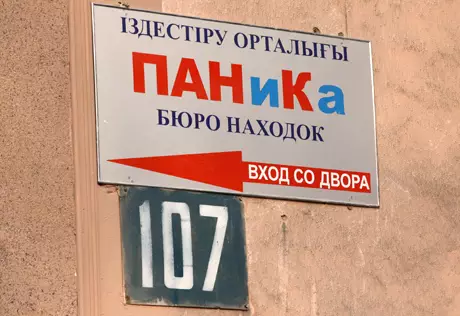 ІЗДЕСТІРУ ОРТАЛЫҒЫ
ПАНиКа
БЮРО НАХОДОК
ВХОД СО ДВОРА
107